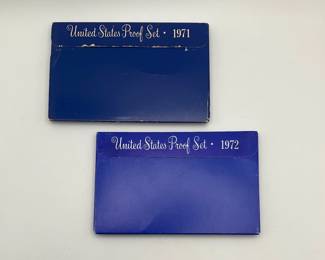 United States Proof Set · 1971
United States Proof Set · 1972